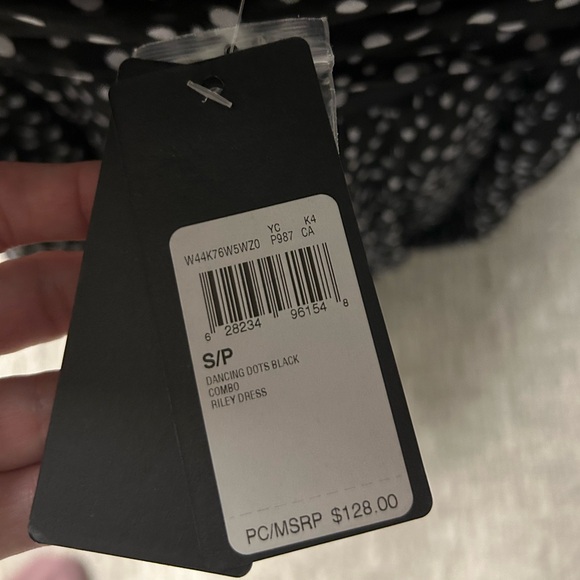 YC K4
W44K76W5WZ0 P987 CA
6 28234 96154 8
S/P
DANCING DOTS BLACK
COMBO
RILEY DRESS
PC/MSRP $128.00